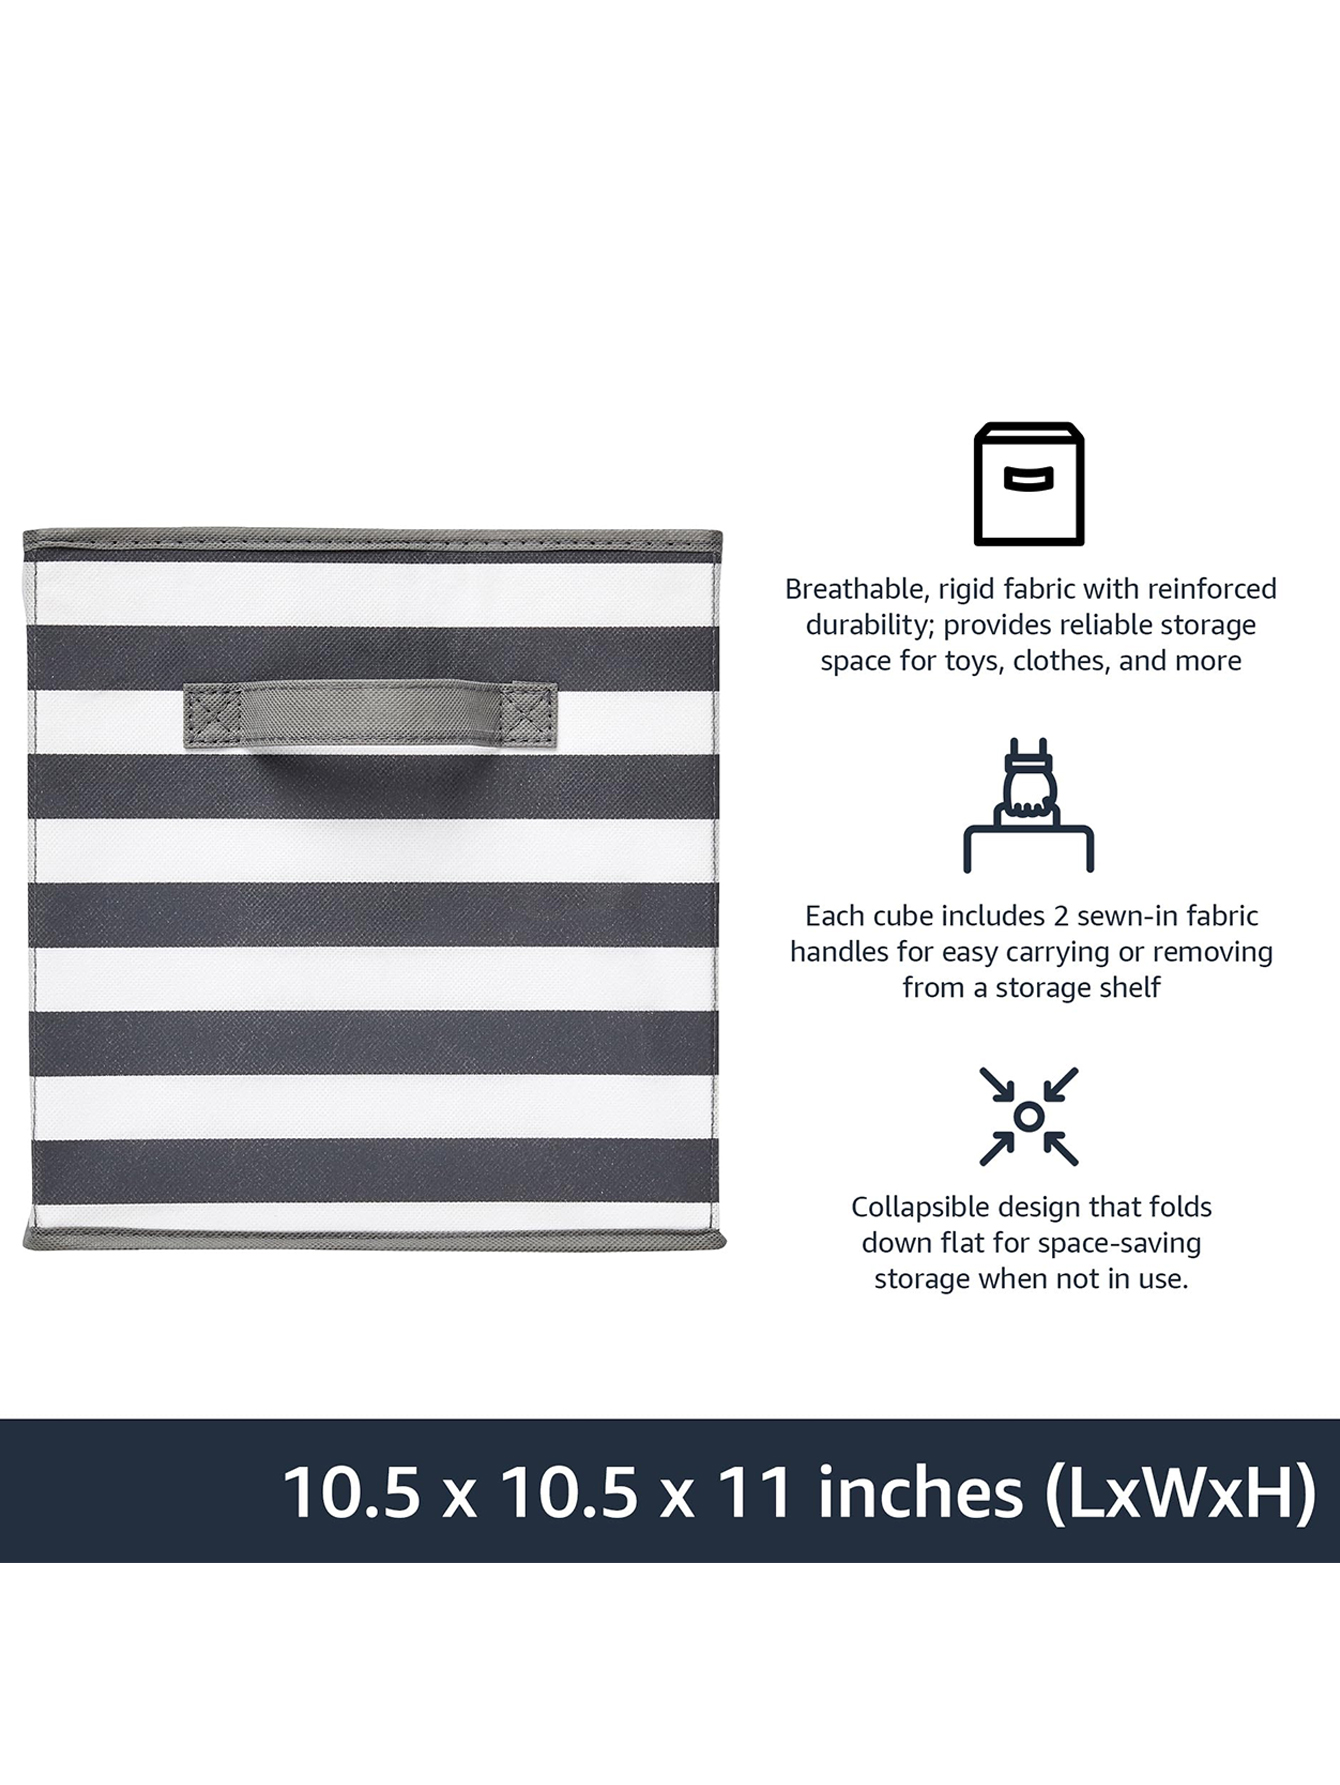 Breathable, rigid fabric with reinforced
durability; provides reliable storage
space for toys, clothes, and more
Each cube includes 2 sewn-in fabric
handles for easy carrying or removing
from a storage shelf
Collapsible design that folds
down flat for space-saving
storage when not in use.
10.5 x 10.5 x 11 inches (LxWxH)